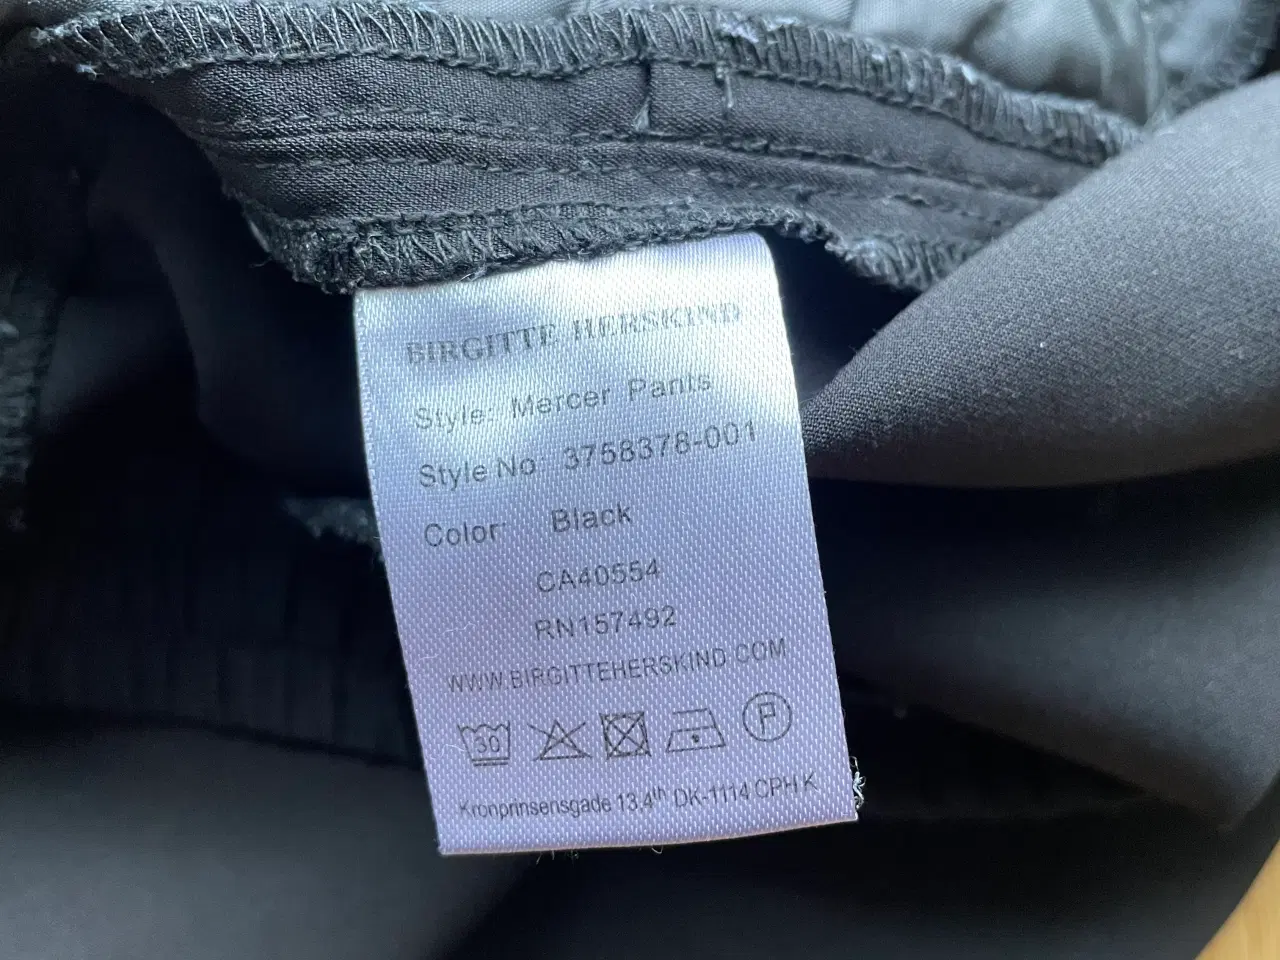 BIRGITTE HERSKIND
Style: Mercer Pants
Style No: 3758378-001
Color: Black
CA40554
RN157492
WWW.BIRGITTEHERSKIND.COM
30 P
Kronprinsensgade 13.4th DK-1114 CPH K